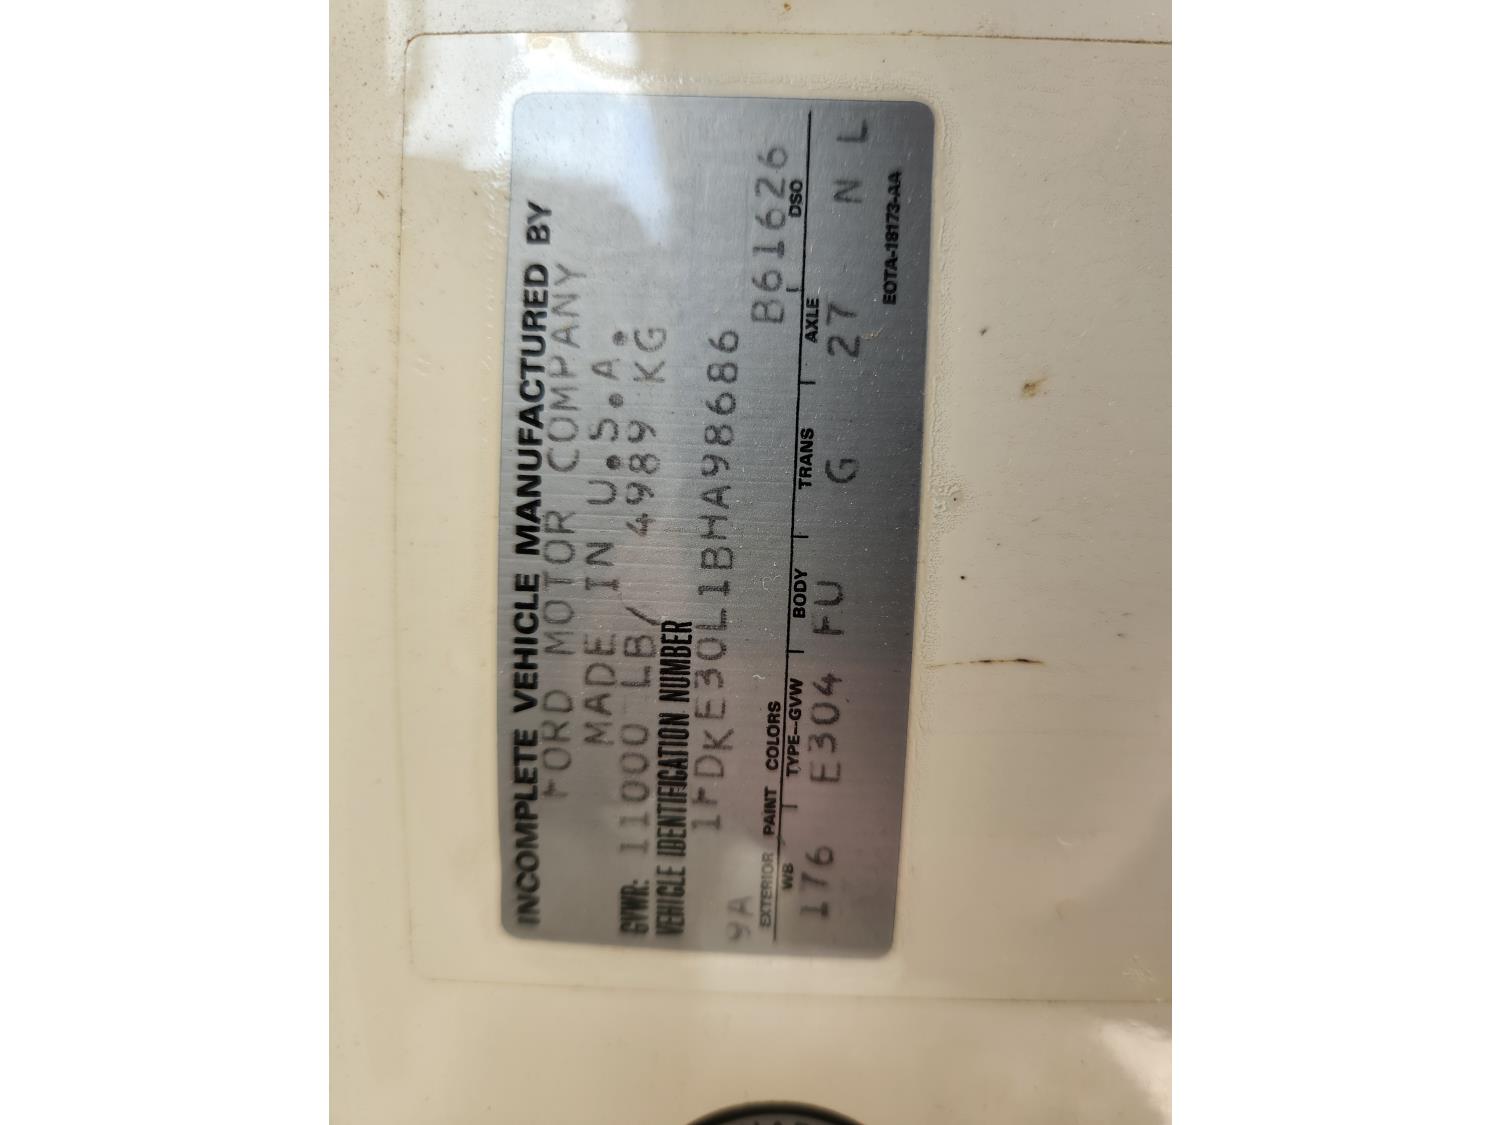 INCOMPLETE VEHICLE MANUFACTURED BY
FORD MOTOR COMPANY
MADE IN U.S.A.
GVWR: 11000 LB/ 4989 KG
VEHICLE IDENTIFICATION NUMBER
1FDKE30L1BHA98686
9A B61626
EXTERIOR PAINT COLORS DSO
WB TYPE-GVW BODY TRANS AXLE
176 E304 FU G 27 N L
EOTA-18173-AA